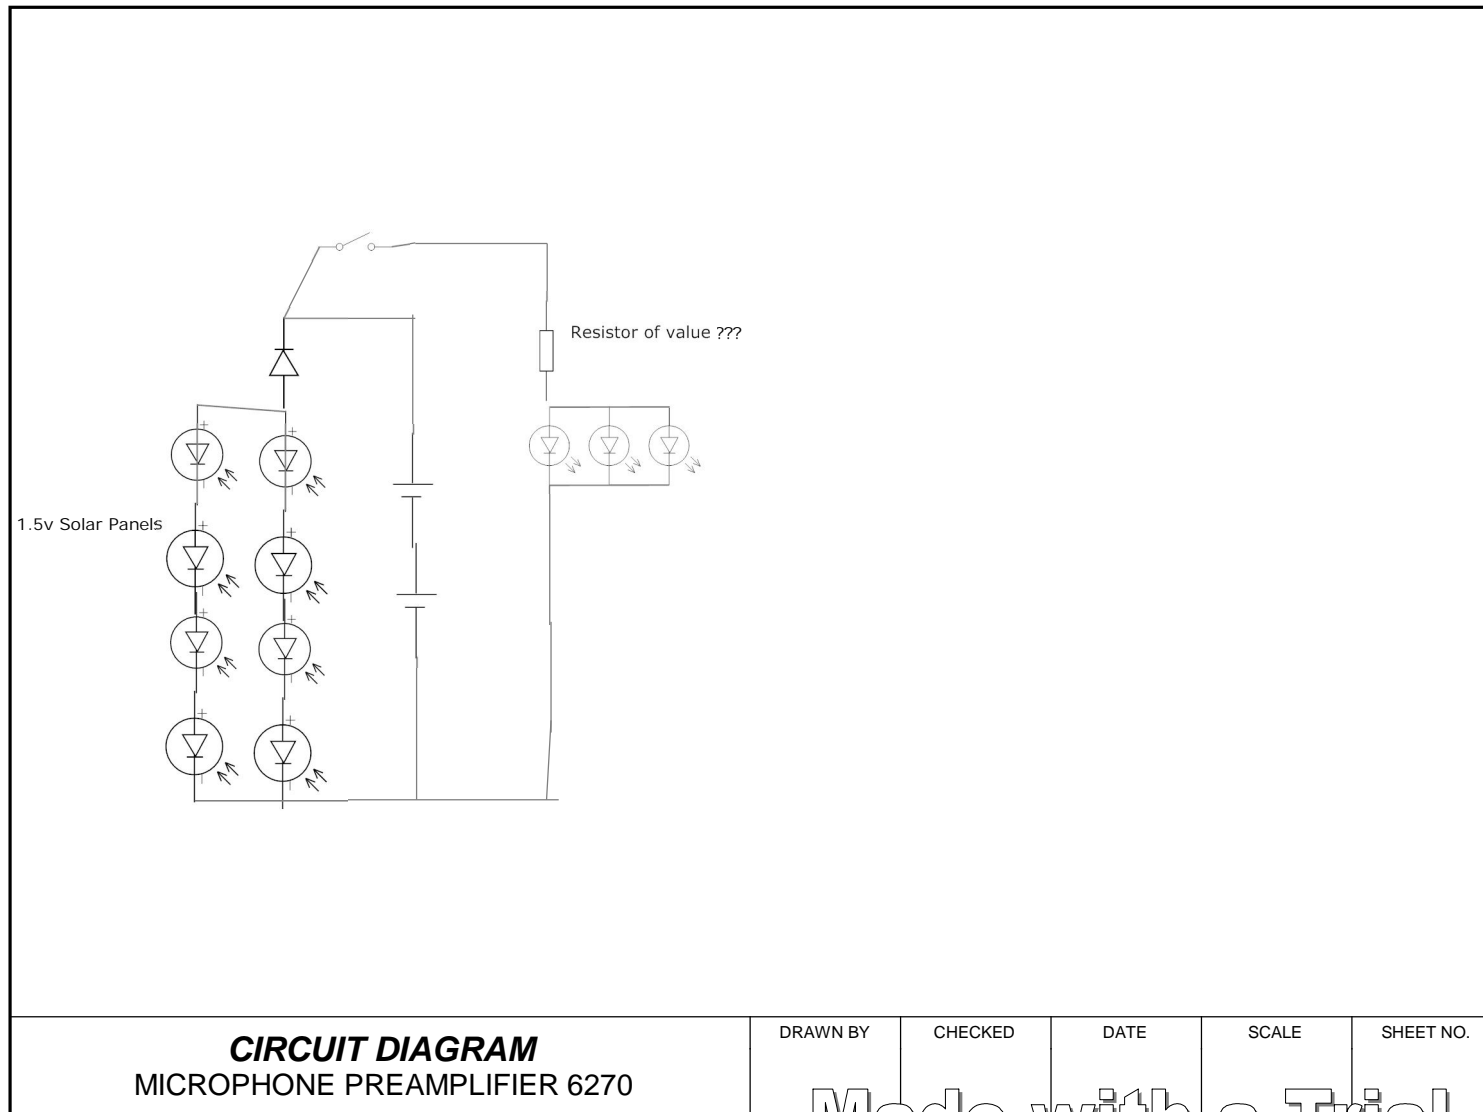 Resistor of value ???
1.5v Solar Panels
CIRCUIT DIAGRAM
MICROPHONE PREAMPLIFIER 6270
DRAWN BY
CHECKED
DATE
SCALE
SHEET NO.
Made with a Trial